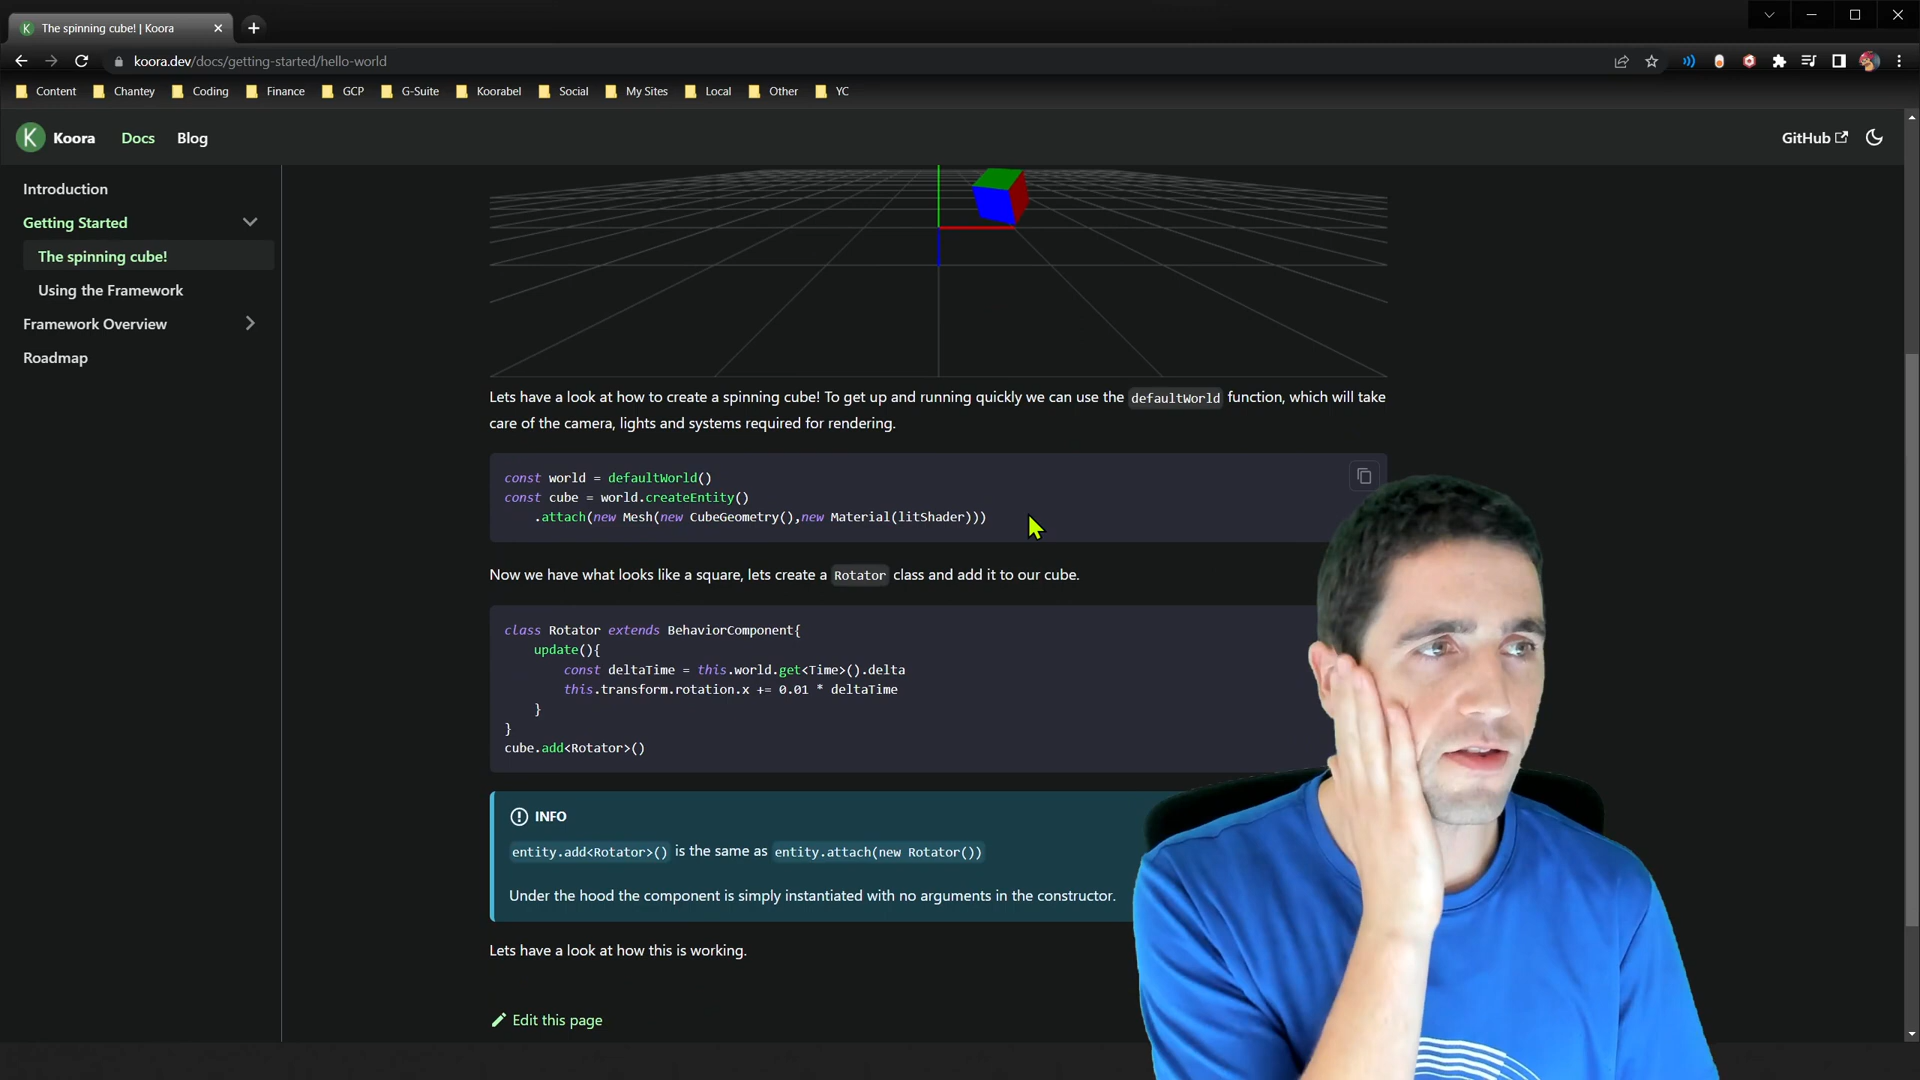 The spinning cube! | Koora
koora.dev/docs/getting-started/hello-world
Content Chantey Coding Finance GCP G-Suite Koorabel Social My Sites Local Other YC
K Koora Docs Blog GitHub
Introduction
Getting Started
The spinning cube!
Using the Framework
Framework Overview
Roadmap
Lets have a look at how to create a spinning cube! To get up and running quickly we can use the defaultWorld function, which will take
care of the camera, lights and systems required for rendering.
const world = defaultWorld()
const cube = world.createEntity()
.attach(new Mesh(new CubeGeometry(),new Material(litShader)))
Now we have what looks like a square, lets create a Rotator class and add it to our cube.
class Rotator extends BehaviorComponent{
update(){
const deltaTime = this.world.get<Time>().delta
this.transform.rotation.x += 0.01 * deltaTime
}
}
cube.add<Rotator>()
INFO
entity.add<Rotator>() is the same as entity.attach(new Rotator())
Under the hood the component is simply instantiated with no arguments in the constructor.
Lets have a look at how this is working.
Edit this page